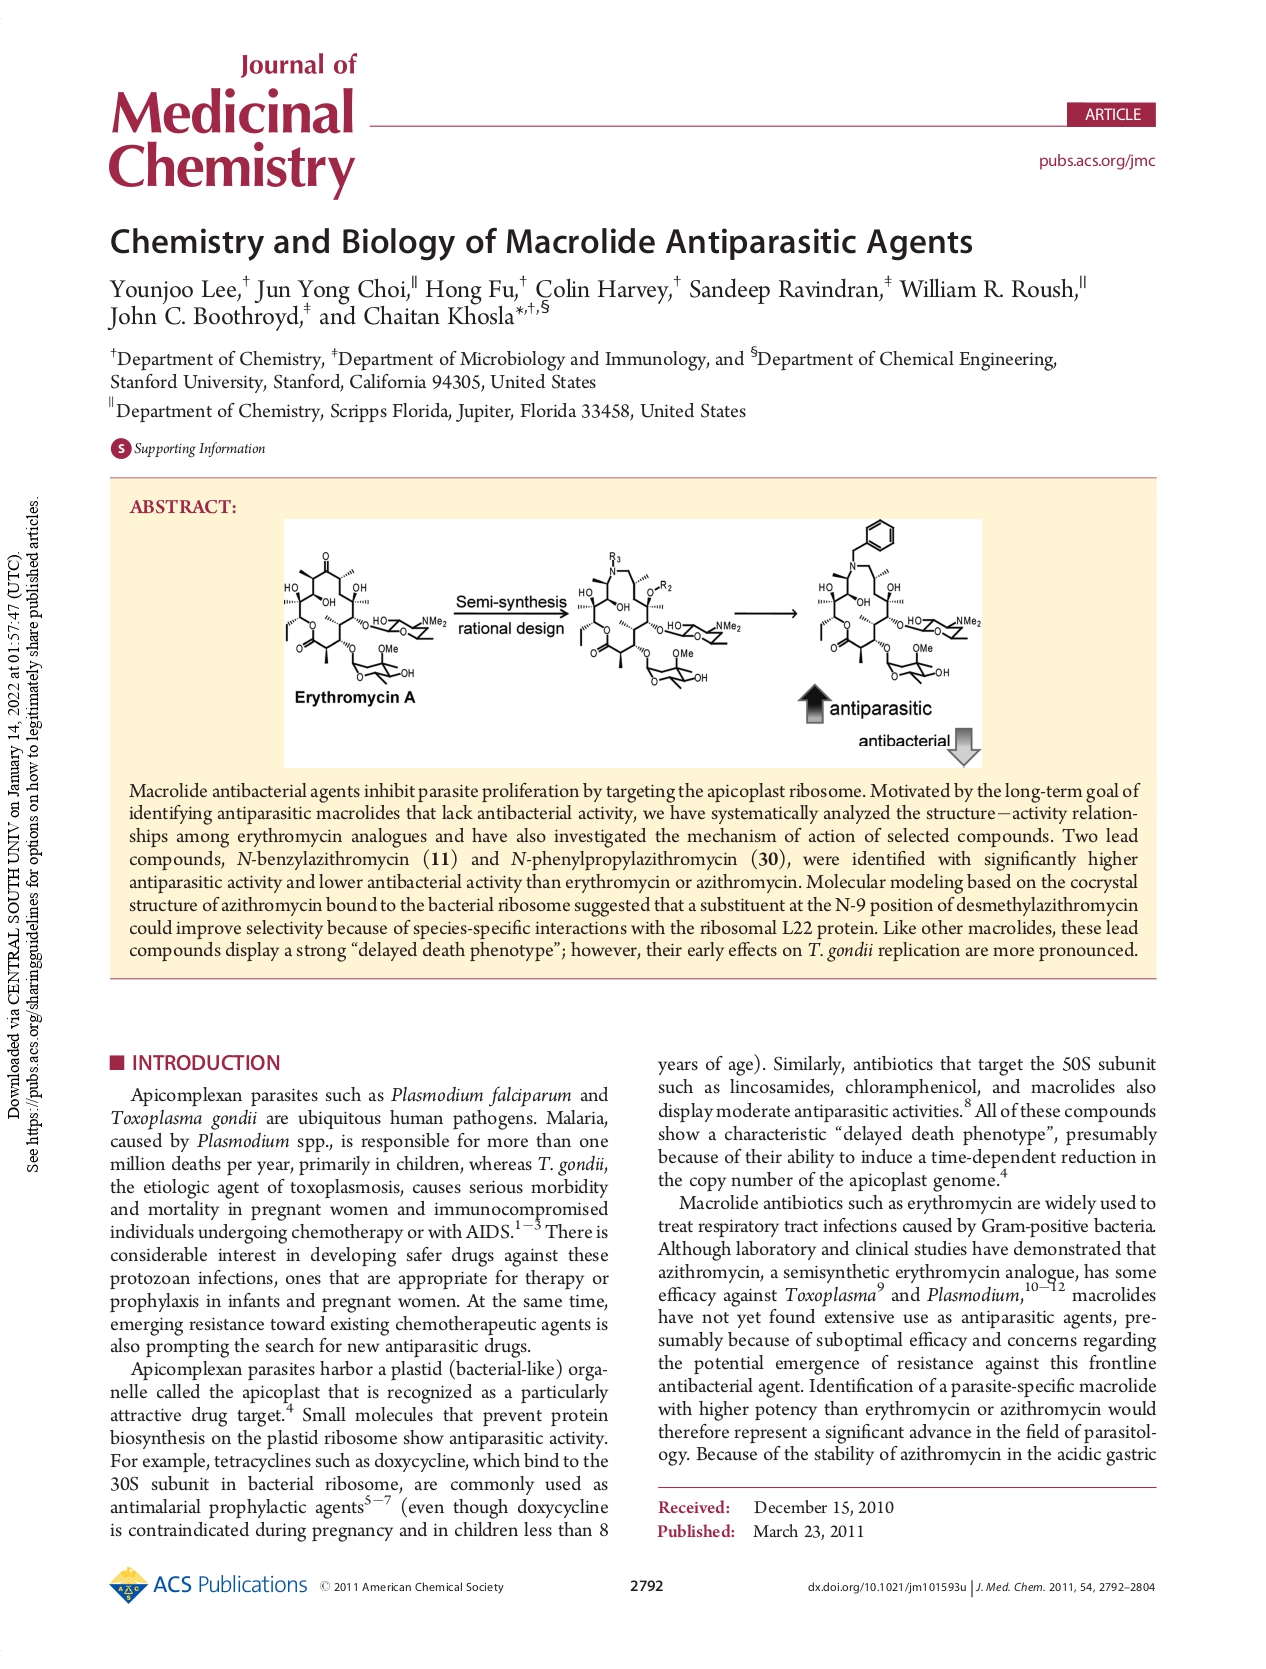 Journal of
Medicinal
Chemistry
ARTICLE
pubs.acs.org/jmc
Chemistry and Biology of Macrolide Antiparasitic Agents
Younjoo Lee,† Jun Yong Choi,∥ Hong Fu,† Colin Harvey,† Sandeep Ravindran,‡ William R. Roush,∥
John C. Boothroyd,‡ and Chaitan Khosla*,†,§
†Department of Chemistry, ‡Department of Microbiology and Immunology, and §Department of Chemical Engineering,
Stanford University, Stanford, California 94305, United States
∥Department of Chemistry, Scripps Florida, Jupiter, Florida 33458, United States
S Supporting Information
ABSTRACT:
O
HO
OH
OH
O
HO
NMe2
O
O
O
O
OMe
O
OH
Erythromycin A
Semi-synthesis
rational design
R3
N
HO
O
R2
OH
O
HO
NMe2
O
O
O
O
OMe
O
OH
N
HO
OH
OH
O
HO
NMe2
O
O
O
O
OMe
O
OH
antiparasitic
antibacterial
Macrolide antibacterial agents inhibit parasite proliferation by targeting the apicoplast ribosome. Motivated by the long-term goal of
identifying antiparasitic macrolides that lack antibacterial activity, we have systematically analyzed the structure−activity relation-
ships among erythromycin analogues and have also investigated the mechanism of action of selected compounds. Two lead
compounds, N-benzylazithromycin (11) and N-phenylpropylazithromycin (30), were identified with significantly higher
antiparasitic activity and lower antibacterial activity than erythromycin or azithromycin. Molecular modeling based on the cocrystal
structure of azithromycin bound to the bacterial ribosome suggested that a substituent at the N-9 position of desmethylazithromycin
could improve selectivity because of species-specific interactions with the ribosomal L22 protein. Like other macrolides, these lead
compounds display a strong “delayed death phenotype”; however, their early effects on T. gondii replication are more pronounced.
■ INTRODUCTION
Apicomplexan parasites such as Plasmodium falciparum and
Toxoplasma gondii are ubiquitous human pathogens. Malaria,
caused by Plasmodium spp., is responsible for more than one
million deaths per year, primarily in children, whereas T. gondii,
the etiologic agent of toxoplasmosis, causes serious morbidity
and mortality in pregnant women and immunocompromised
individuals undergoing chemotherapy or with AIDS.1−3 There is
considerable interest in developing safer drugs against these
protozoan infections, ones that are appropriate for therapy or
prophylaxis in infants and pregnant women. At the same time,
emerging resistance toward existing chemotherapeutic agents is
also prompting the search for new antiparasitic drugs.
Apicomplexan parasites harbor a plastid (bacterial-like) orga-
nelle called the apicoplast that is recognized as a particularly
attractive drug target.4 Small molecules that prevent protein
biosynthesis on the plastid ribosome show antiparasitic activity.
For example, tetracyclines such as doxycycline, which bind to the
30S subunit in bacterial ribosome, are commonly used as
antimalarial prophylactic agents5−7 (even though doxycycline
is contraindicated during pregnancy and in children less than 8
years of age). Similarly, antibiotics that target the 50S subunit
such as lincosamides, chloramphenicol, and macrolides also
display moderate antiparasitic activities.8 All of these compounds
show a characteristic “delayed death phenotype”, presumably
because of their ability to induce a time-dependent reduction in
the copy number of the apicoplast genome.4
Macrolide antibiotics such as erythromycin are widely used to
treat respiratory tract infections caused by Gram-positive bacteria.
Although laboratory and clinical studies have demonstrated that
azithromycin, a semisynthetic erythromycin analogue, has some
efficacy against Toxoplasma9 and Plasmodium,10−12 macrolides
have not yet found extensive use as antiparasitic agents, pre-
sumably because of suboptimal efficacy and concerns regarding
the potential emergence of resistance against this frontline
antibacterial agent. Identification of a parasite-specific macrolide
with higher potency than erythromycin or azithromycin would
therefore represent a significant advance in the field of parasitol-
ogy. Because of the stability of azithromycin in the acidic gastric
Received: December 15, 2010
Published: March 23, 2011
ACS Publications © 2011 American Chemical Society
2792
dx.doi.org/10.1021/jm101593u | J. Med. Chem. 2011, 54, 2792–2804
Downloaded via CENTRAL SOUTH UNIV on January 14, 2022 at 01:57:47 (UTC).
See https://pubs.acs.org/sharingguidelines for options on how to legitimately share published articles.